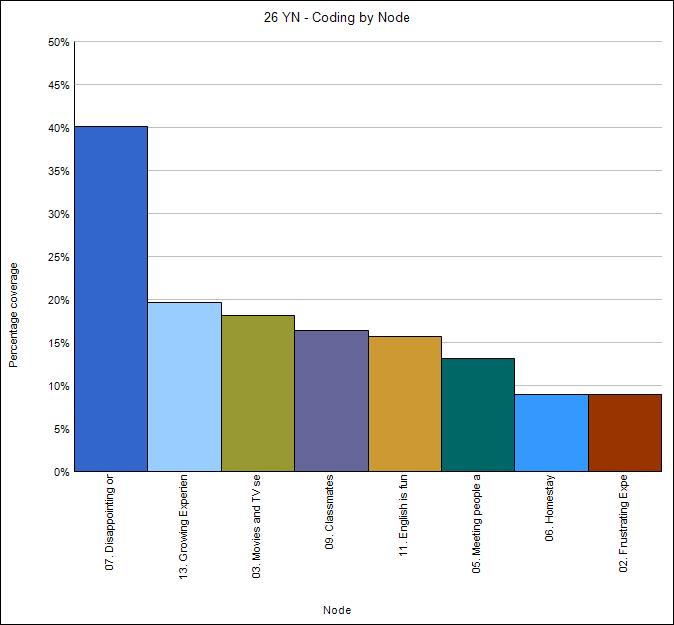 26 YN - Coding by Node
50%
45%
40%
35%
30%
25%
20%
15%
10%
5%
0%
Percentage coverage
07. Disappointing or
13. Growing Experien
03. Movies and TV se
09. Classmates
11. English is fun
05. Meeting people a
06. Homestay
02. Frustrating Expe
Node